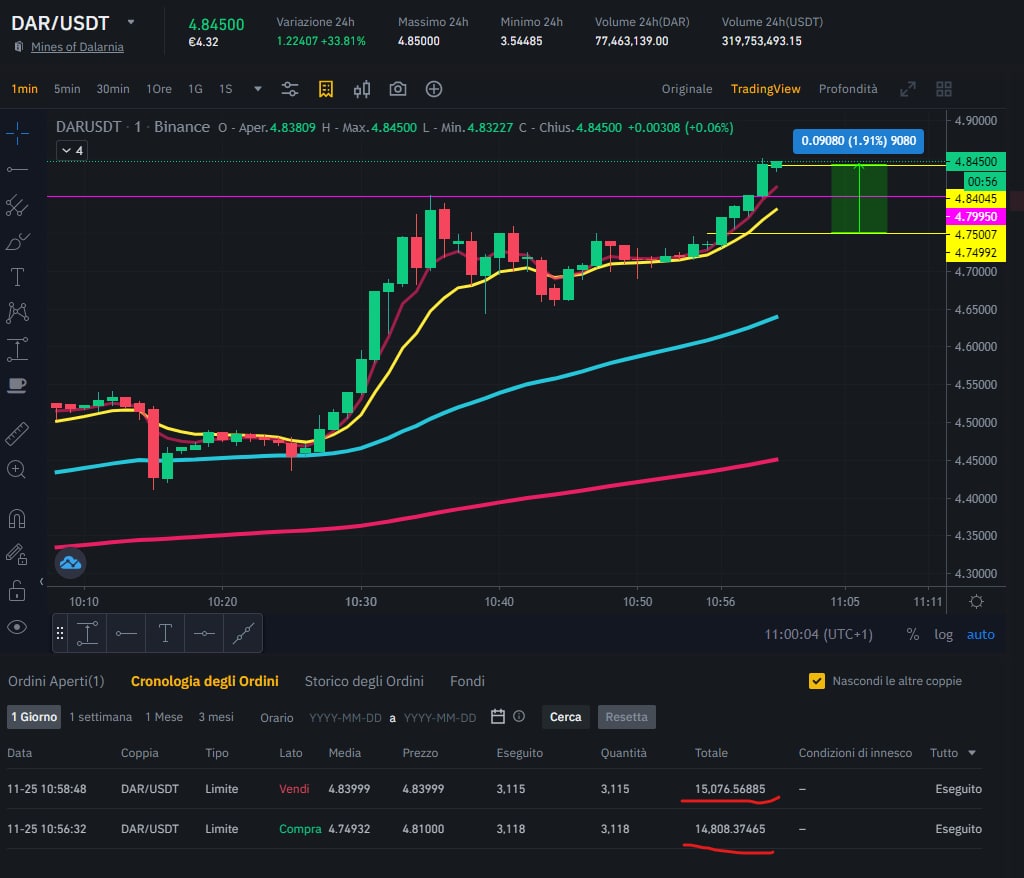 DAR/USDT
Mines of Dalarnia
4.84500
€4.32
Variazione 24h
1.22407 +33.81%
Massimo 24h
4.85000
Minimo 24h
3.54485
Volume 24h(DAR)
77,463,139.00
Volume 24h(USDT)
319,753,493.15
1min 5min 30min 1Ore 1G 1S
Originale TradingView Profondità
DARUSDT · 1 · Binance O - Aper.4.83809 H - Max.4.84500 L - Min.4.83227 C - Chius.4.84500 +0.00308 (+0.06%)
4
0.09080 (1.91%) 9080
4.90000
4.84500
00:56
4.84045
4.79950
4.75007
4.74992
4.70000
4.65000
4.60000
4.55000
4.50000
4.45000
4.40000
4.35000
4.30000
10:10 10:20 10:30 10:40 10:50 10:56 11:05 11:11
T
11:00:04 (UTC+1) % log auto
Ordini Aperti(1) Cronologia degli Ordini Storico degli Ordini Fondi Nascondi le altre coppie
1 Giorno 1 settimana 1 Mese 3 mesi Orario YYYY-MM-DD a YYYY-MM-DD Cerca Resetta
Data Coppia Tipo Lato Media Prezzo Eseguito Quantità Totale Condizioni di innesco Tutto
11-25 10:58:48 DAR/USDT Limite Vendi 4.83999 4.83999 3,115 3,115 15,076.56885 – Eseguito
11-25 10:56:32 DAR/USDT Limite Compra 4.74932 4.81000 3,118 3,118 14,808.37465 – Eseguito